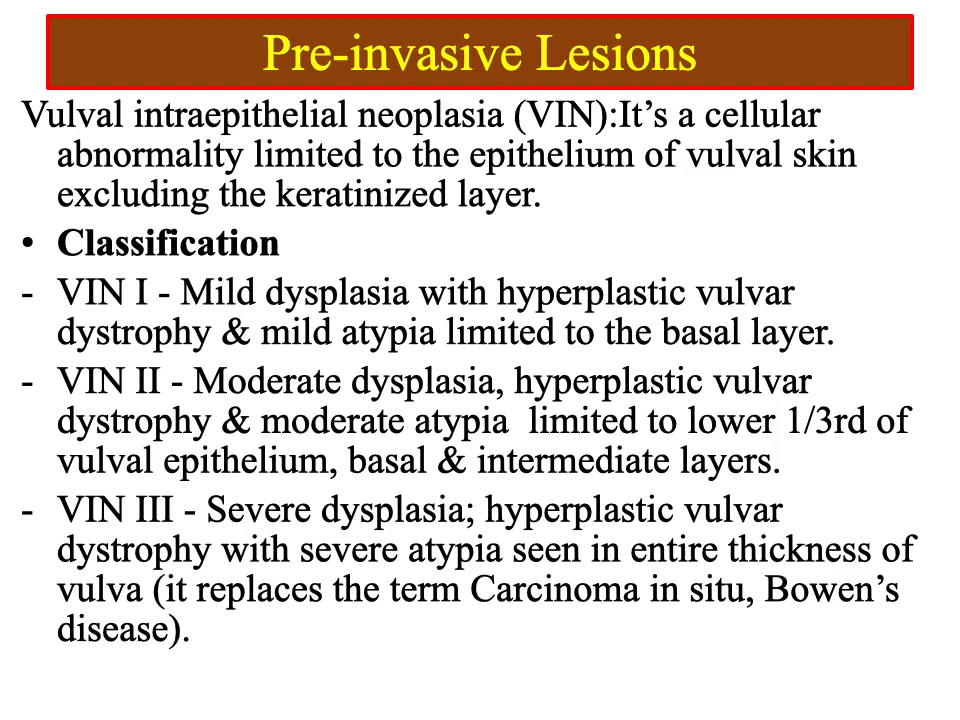 Pre-invasive Lesions
Vulval intraepithelial neoplasia (VIN):It’s a cellular
abnormality limited to the epithelium of vulval skin
excluding the keratinized layer.
• Classification
- VIN I - Mild dysplasia with hyperplastic vulvar
dystrophy & mild atypia limited to the basal layer.
- VIN II - Moderate dysplasia, hyperplastic vulvar
dystrophy & moderate atypia  limited to lower 1/3rd of
vulval epithelium, basal & intermediate layers.
- VIN III - Severe dysplasia; hyperplastic vulvar
dystrophy with severe atypia seen in entire thickness of
vulva (it replaces the term Carcinoma in situ, Bowen’s
disease).